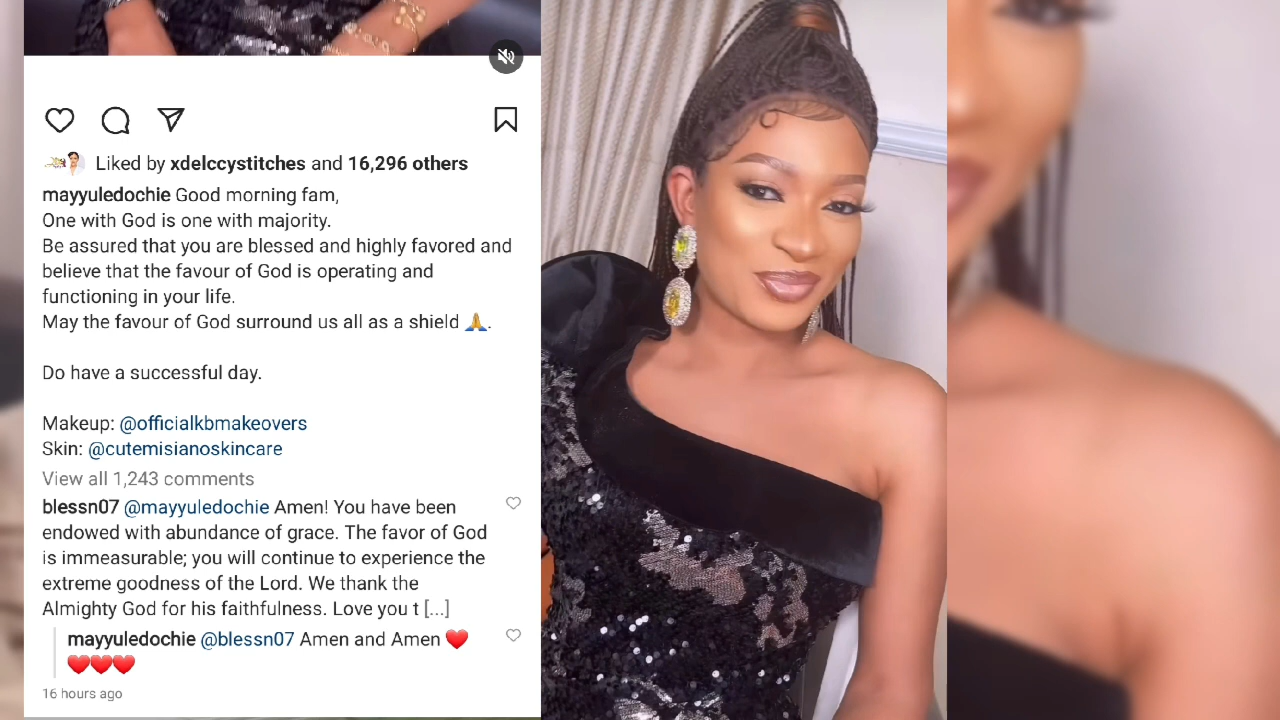 Liked by xdelccystitches and 16,296 others
mayyuledochie Good morning fam,
One with God is one with majority.
Be assured that you are blessed and highly favored and
believe that the favour of God is operating and
functioning in your life.
May the favour of God surround us all as a shield 🙏.
Do have a successful day.
Makeup: @officialkbmakeovers
Skin: @cutemisianoskincare
View all 1,243 comments
blessn07 @mayyuledochie Amen! You have been
endowed with abundance of grace. The favor of God
is immeasurable; you will continue to experience the
extreme goodness of the Lord. We thank the
Almighty God for his faithfulness. Love you t [...]
mayyuledochie @blessn07 Amen and Amen ❤️
❤️❤️❤️
16 hours ago